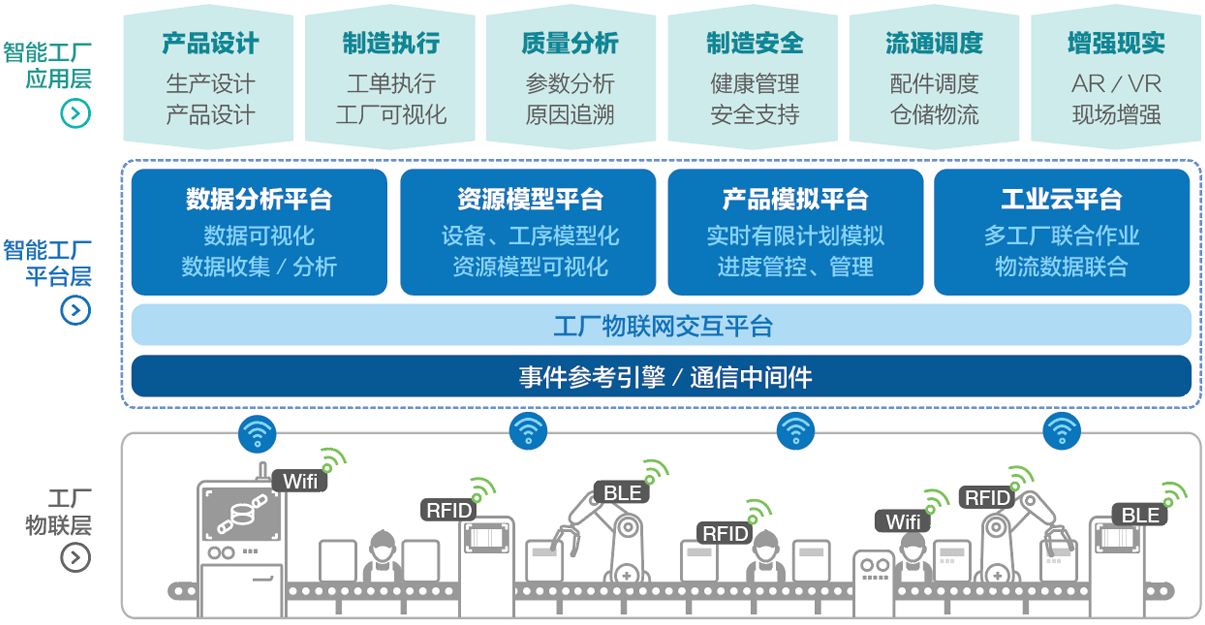 智能工厂
应用层
产品设计
生产设计
产品设计
制造执行
工单执行
工厂可视化
质量分析
参数分析
原因追溯
制造安全
健康管理
安全支持
流通调度
配件调度
仓储物流
增强现实
AR / VR
现场增强
智能工厂
平台层
数据分析平台
数据可视化
数据收集 / 分析
资源模型平台
设备、工序模型化
资源模型可视化
产品模拟平台
实时有限计划模拟
进度管控、管理
工业云平台
多工厂联合作业
物流数据联合
工厂物联网交互平台
事件参考引擎 / 通信中间件
工厂
物联层
Wifi
RFID
BLE
RFID
Wifi
RFID
BLE